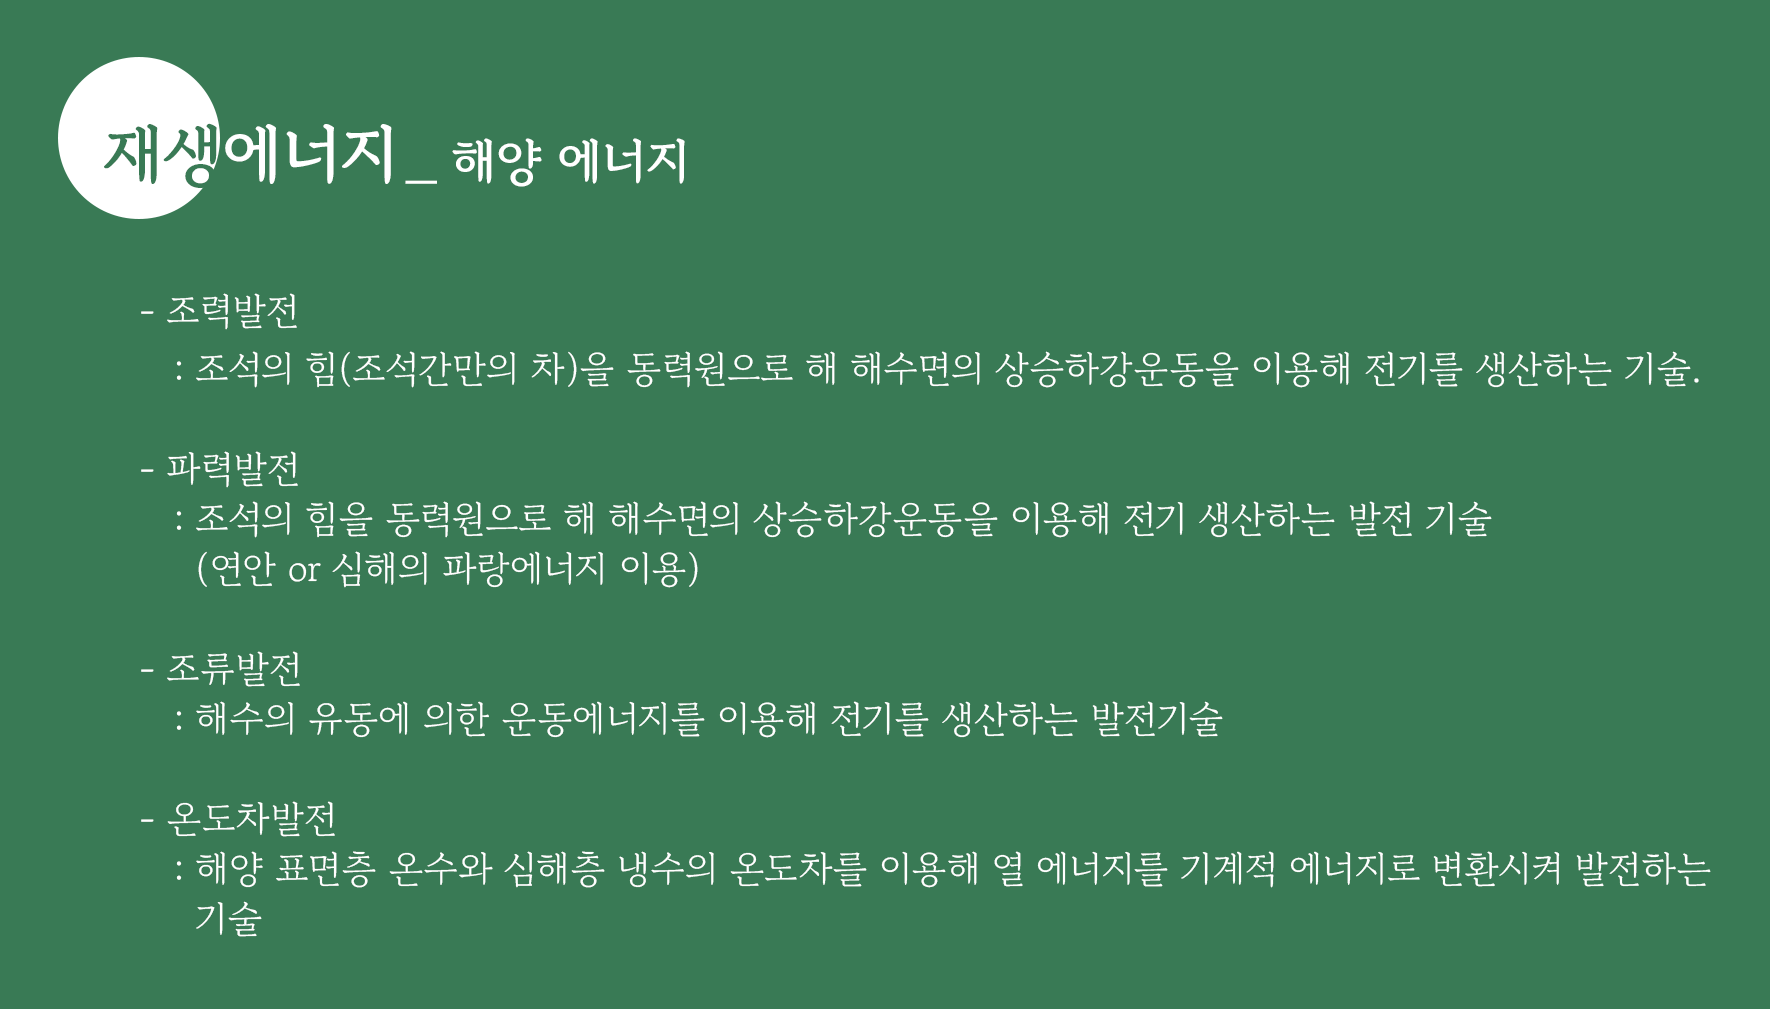 재생에너지_ 해양 에너지
- 조력발전
: 조석의 힘(조석간만의 차)을 동력원으로 해 해수면의 상승하강운동을 이용해 전기를 생산하는 기술.
- 파력발전
: 조석의 힘을 동력원으로 해 해수면의 상승하강운동을 이용해 전기 생산하는 발전 기술
(연안 or 심해의 파랑에너지 이용)
- 조류발전
: 해수의 유동에 의한 운동에너지를 이용해 전기를 생산하는 발전기술
- 온도차발전
: 해양 표면층 온수와 심해층 냉수의 온도차를 이용해 열 에너지를 기계적 에너지로 변환시켜 발전하는
기술